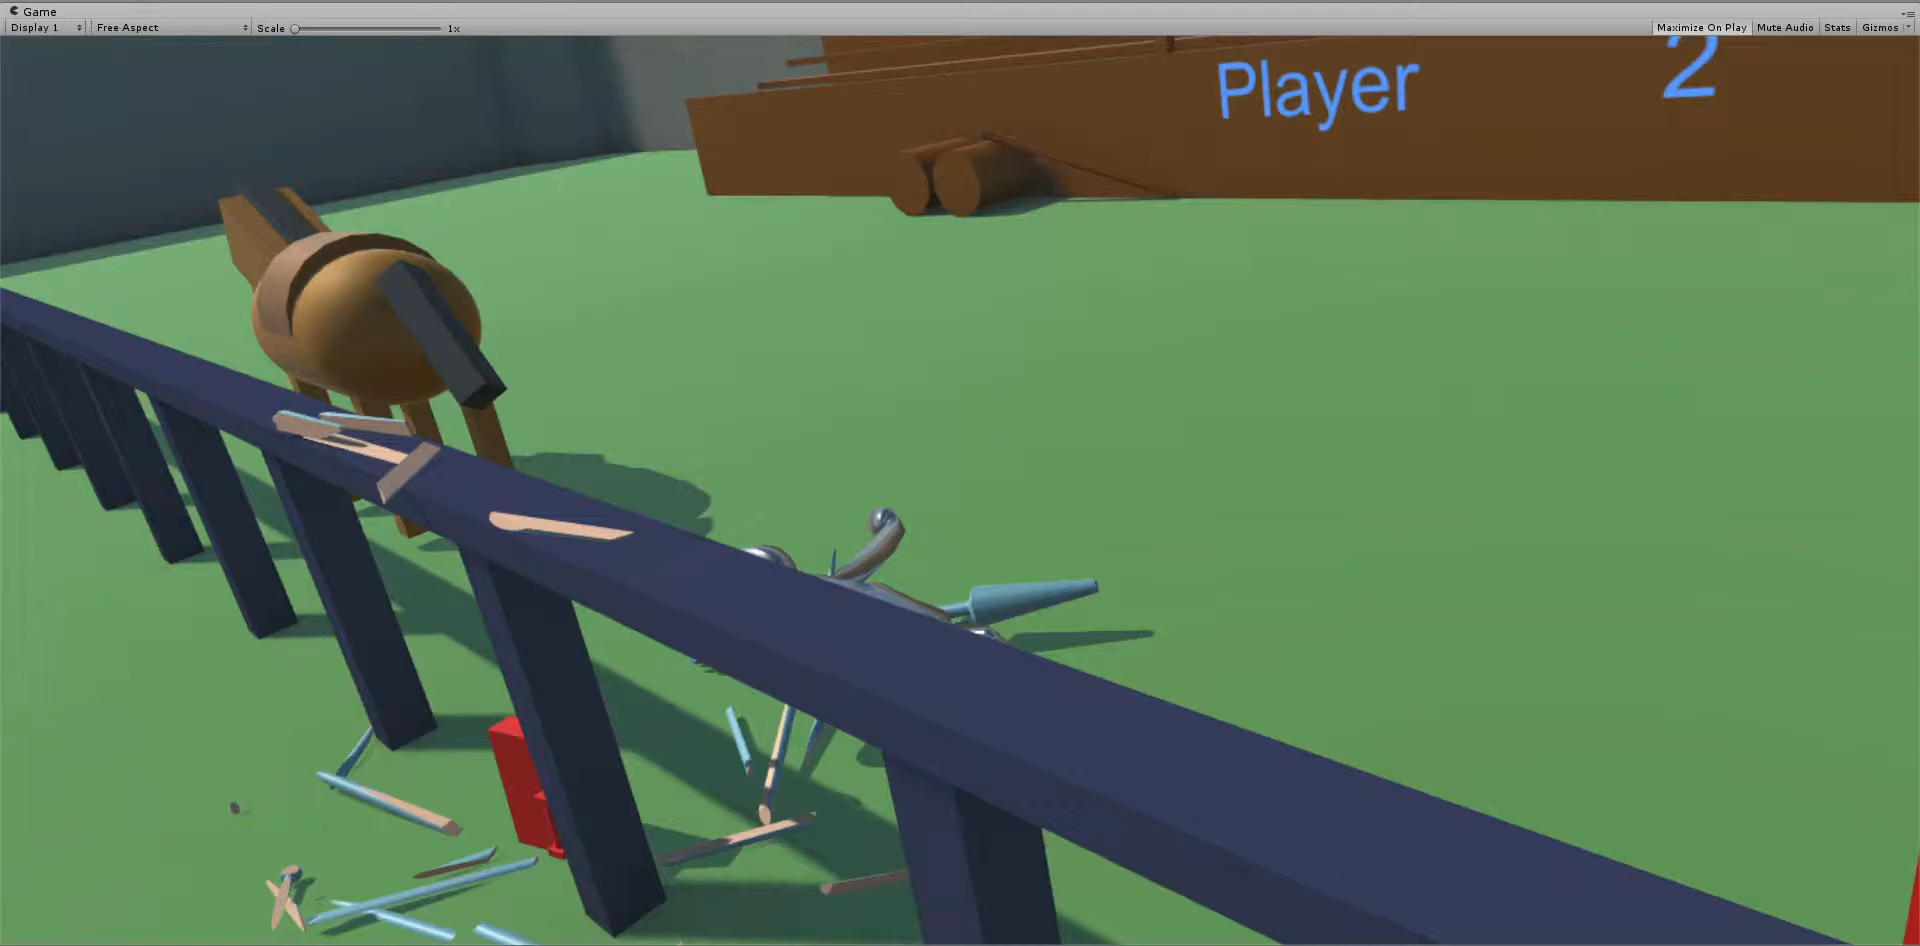 Game
Display 1 Free Aspect Scale 1x Maximize On Play Mute Audio Stats Gizmos
Player 2